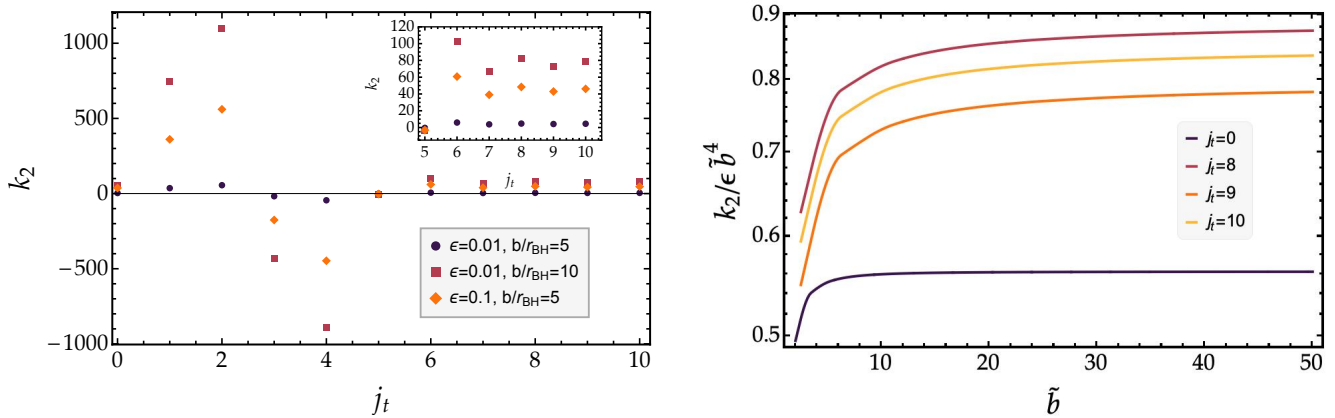 1000
500
0
−500
−1000
k₂
0
2
4
6
8
10
jₜ
120
100
80
60
40
20
0
k₂
5
6
7
8
9
10
jₜ
ϵ=0.01, b/r_BH=5
ϵ=0.01, b/r_BH=10
ϵ=0.1, b/r_BH=5
0.9
0.8
0.7
0.6
0.5
k₂/ϵ b̃⁴
jₜ=0
jₜ=8
jₜ=9
jₜ=10
10
20
30
40
50
b̃